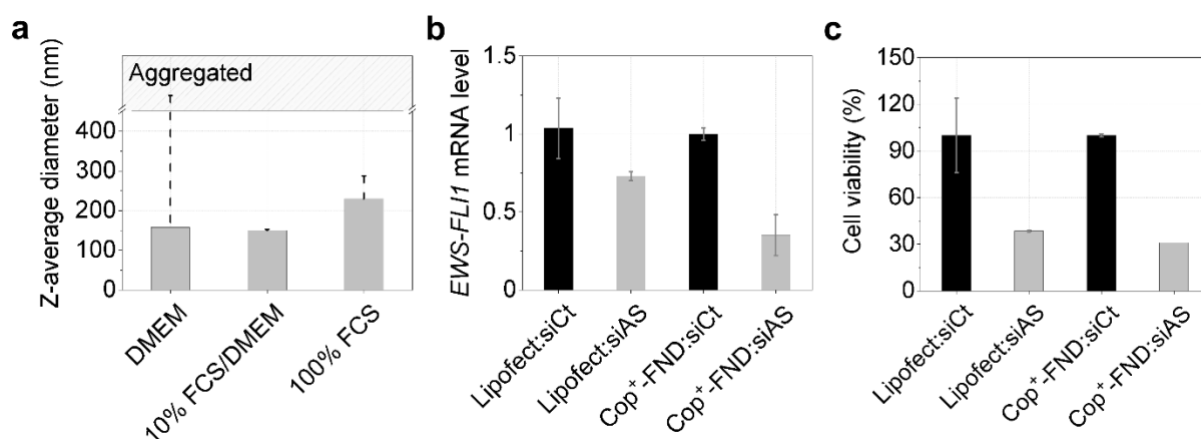 a
Z-average diameter (nm)
Aggregated
400
300
200
100
0
DMEM
10% FCS/DMEM
100% FCS
b
EWS-FLI1 mRNA level
1
0.5
0
Lipofect:siCt
Lipofect:siAS
Cop⁺-FND:siCt
Cop⁺-FND:siAS
c
Cell viability (%)
150
120
90
60
30
0
Lipofect:siCt
Lipofect:siAS
Cop⁺-FND:siCt
Cop⁺-FND:siAS